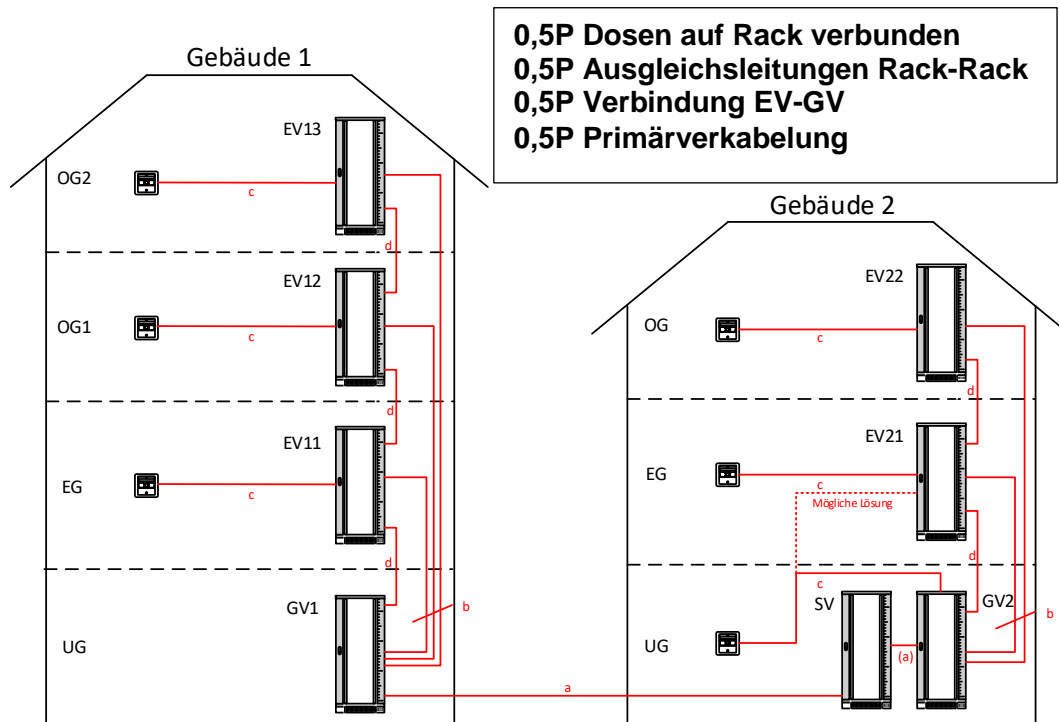 0,5P Dosen auf Rack verbunden
0,5P Ausgleichsleitungen Rack-Rack
0,5P Verbindung EV-GV
0,5P Primärverkabelung
Gebäude 1
EV13
OG2
c
d
EV12
OG1
c
d
EV11
EG
c
d
GV1
b
UG
a
Gebäude 2
EV22
OG
c
d
EV21
EG
c
Mögliche Lösung
d
c
SV
GV2
b
UG
(a)